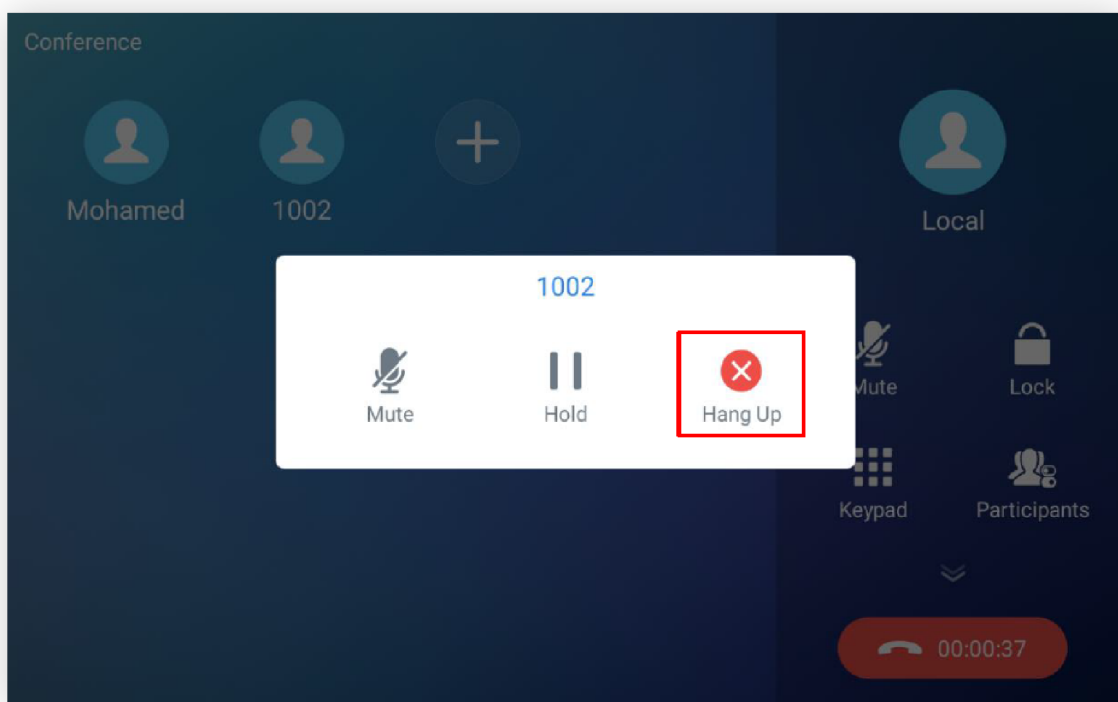 Conference
Mohamed
1002
Local
1002
Mute
Hold
Hang Up
Mute
Lock
Keypad
Participants
00:00:37